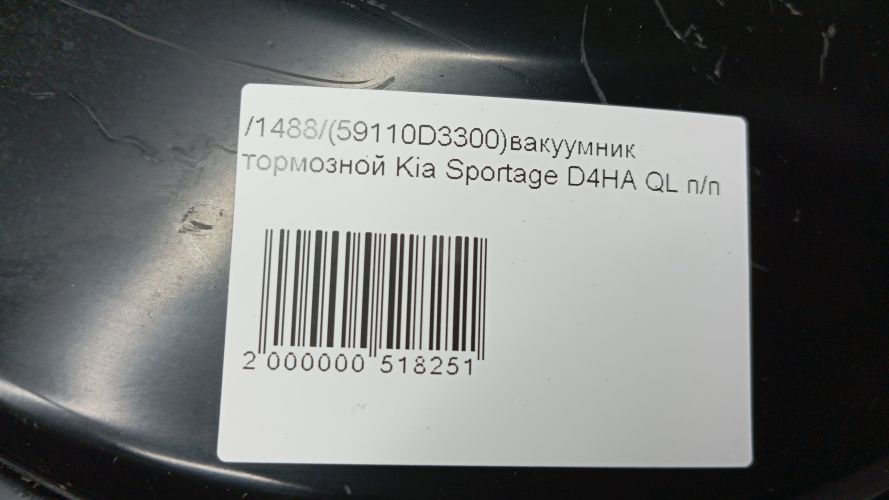 /1488/(59110D3300)вакуумник
тормозной Kia Sportage D4HA QL п/п
2 000000 518251